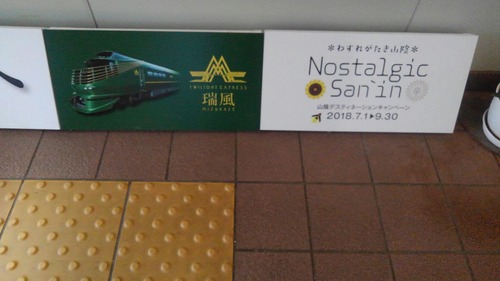 TWILIGHT EXPRESS
瑞風
MIZUKAZE
*わすれがたき山陰*
Nostalgic
San'in
山陰デスティネーションキャンペーン
2018.7.1▶9.30